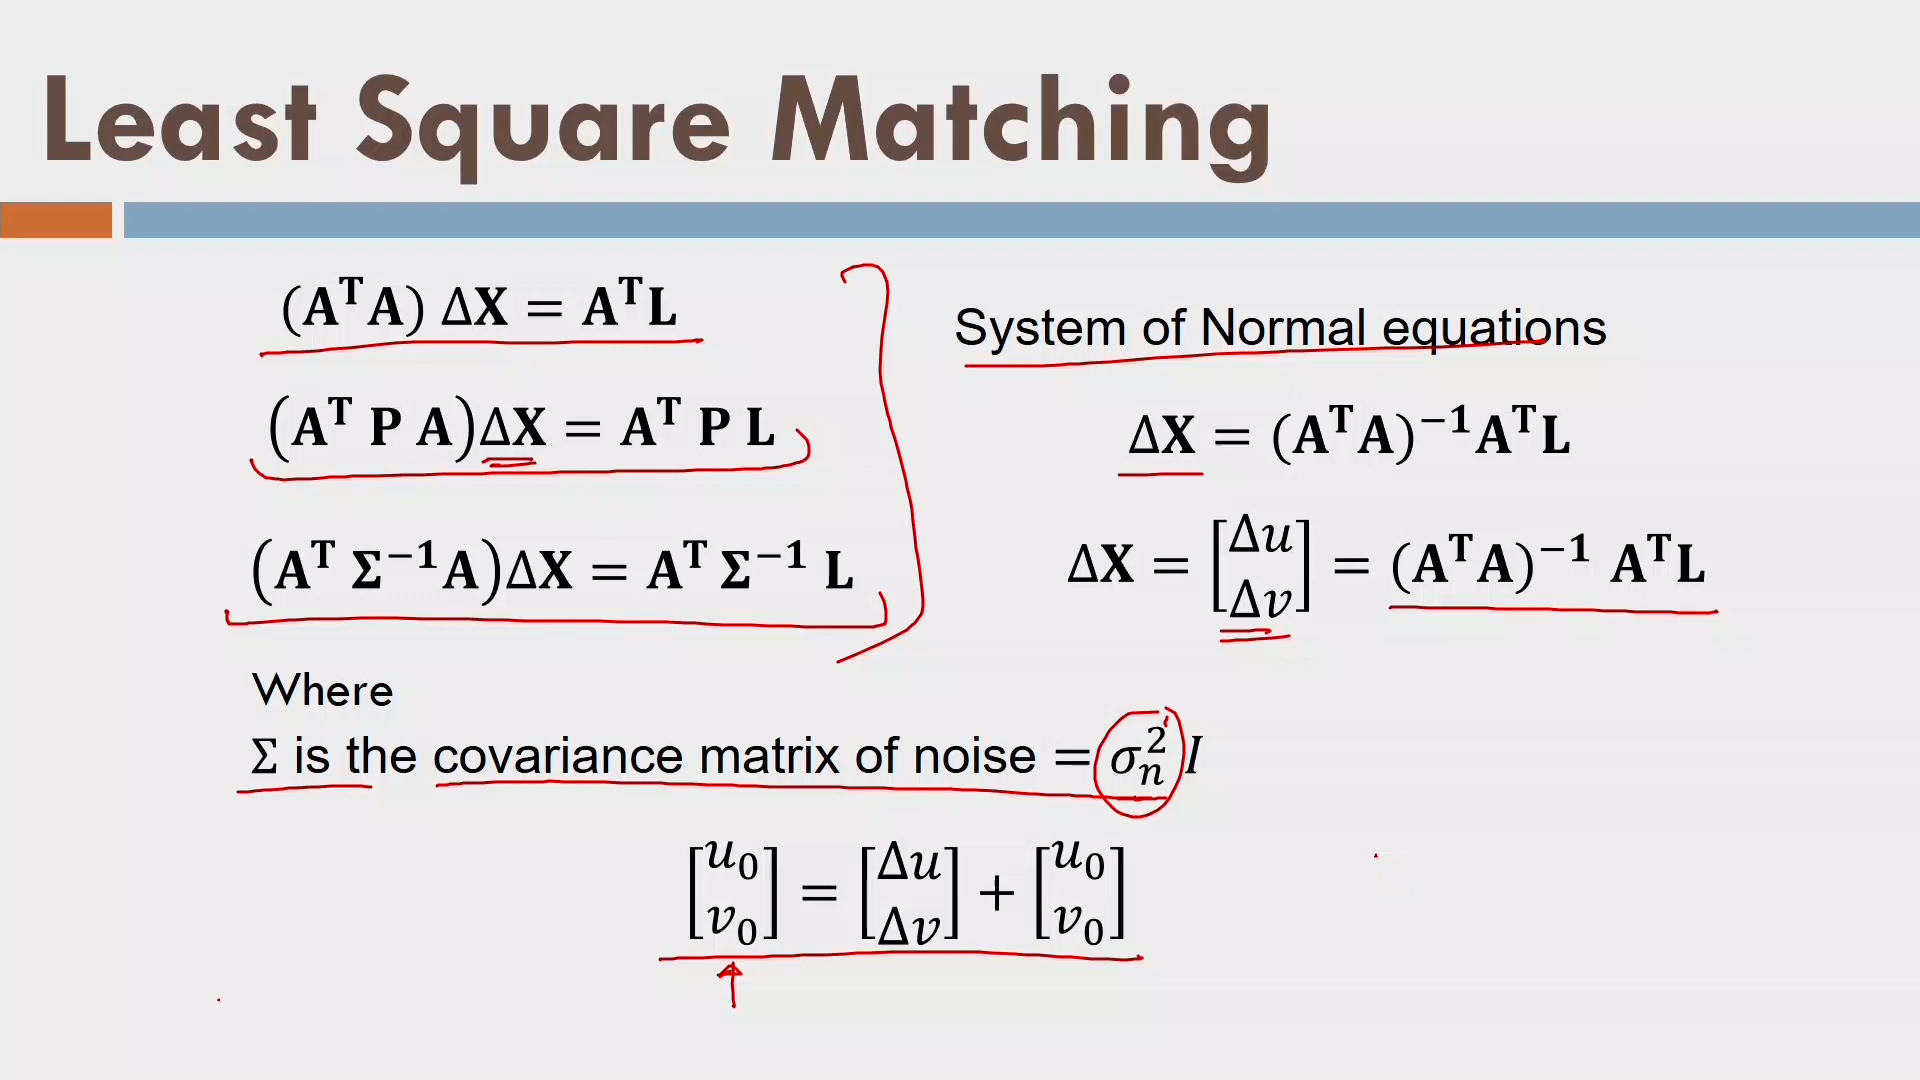 Least Square Matching
(AᵀA) ΔX = AᵀL
(Aᵀ P A)ΔX = Aᵀ P L
(Aᵀ Σ⁻¹A)ΔX = Aᵀ Σ⁻¹ L
System of Normal equations
ΔX = (AᵀA)⁻¹AᵀL
ΔX = [Δu Δv] = (AᵀA)⁻¹ AᵀL
Where
Σ is the covariance matrix of noise = σₙ² I
[u₀ v₀] = [Δu Δv] + [u₀ v₀]